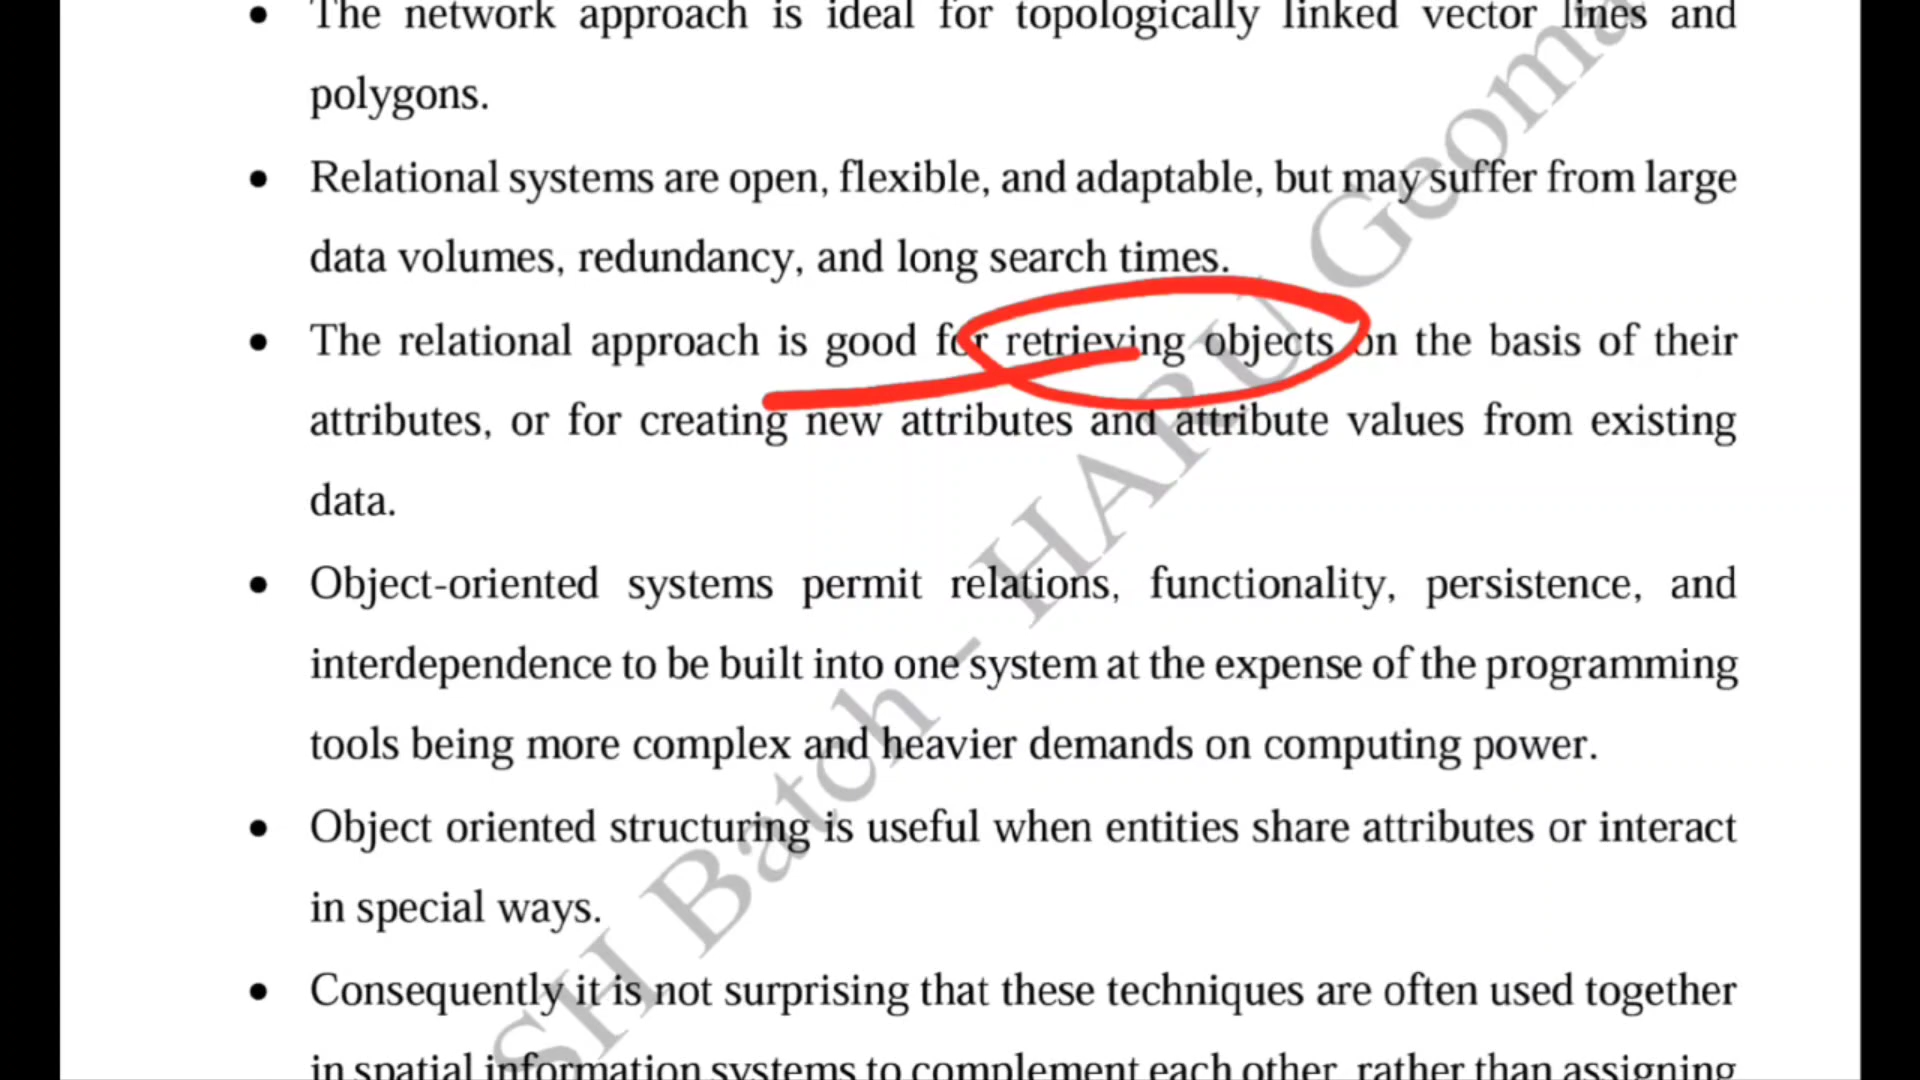 • The network approach is ideal for topologically linked vector lines and
polygons.
• Relational systems are open, flexible, and adaptable, but may suffer from large
data volumes, redundancy, and long search times.
• The relational approach is good for retrieving objects on the basis of their
attributes, or for creating new attributes and attribute values from existing
data.
• Object-oriented systems permit relations, functionality, persistence, and
interdependence to be built into one system at the expense of the programming
tools being more complex and heavier demands on computing power.
• Object oriented structuring is useful when entities share attributes or interact
in special ways.
• Consequently it is not surprising that these techniques are often used together
in spatial information systems to complement each other, rather than assigning
SH Batch - HARU Geoma